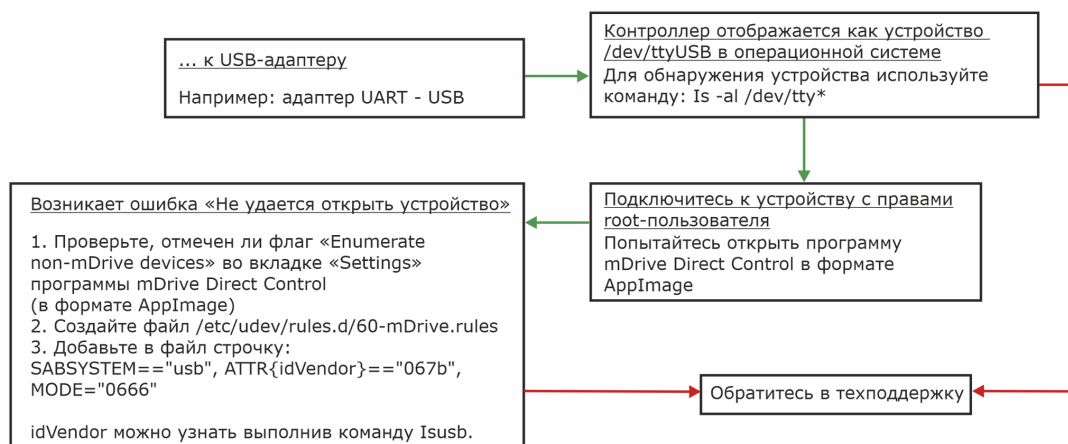 ... к USB-адаптеру
Например: адаптер UART - USB
Контроллер отображается как устройство
/dev/ttyUSB в операционной системе
Для обнаружения устройства используйте
команду: Is -al /dev/tty*
Подключитесь к устройству с правами
root-пользователя
Попытайтесь открыть программу
mDrive Direct Control в формате
AppImage
Возникает ошибка «Не удается открыть устройство»
1. Проверьте, отмечен ли флаг «Enumerate
non-mDrive devices» во вкладке «Settings»
программы mDrive Direct Control
(в формате AppImage)
2. Создайте файл /etc/udev/rules.d/60-mDrive.rules
3. Добавьте в файл строчку:
SABSYSTEM=="usb", ATTR{idVendor}=="067b",
MODE="0666"
idVendor можно узнать выполнив команду Isusb.
Обратитесь в техподдержку